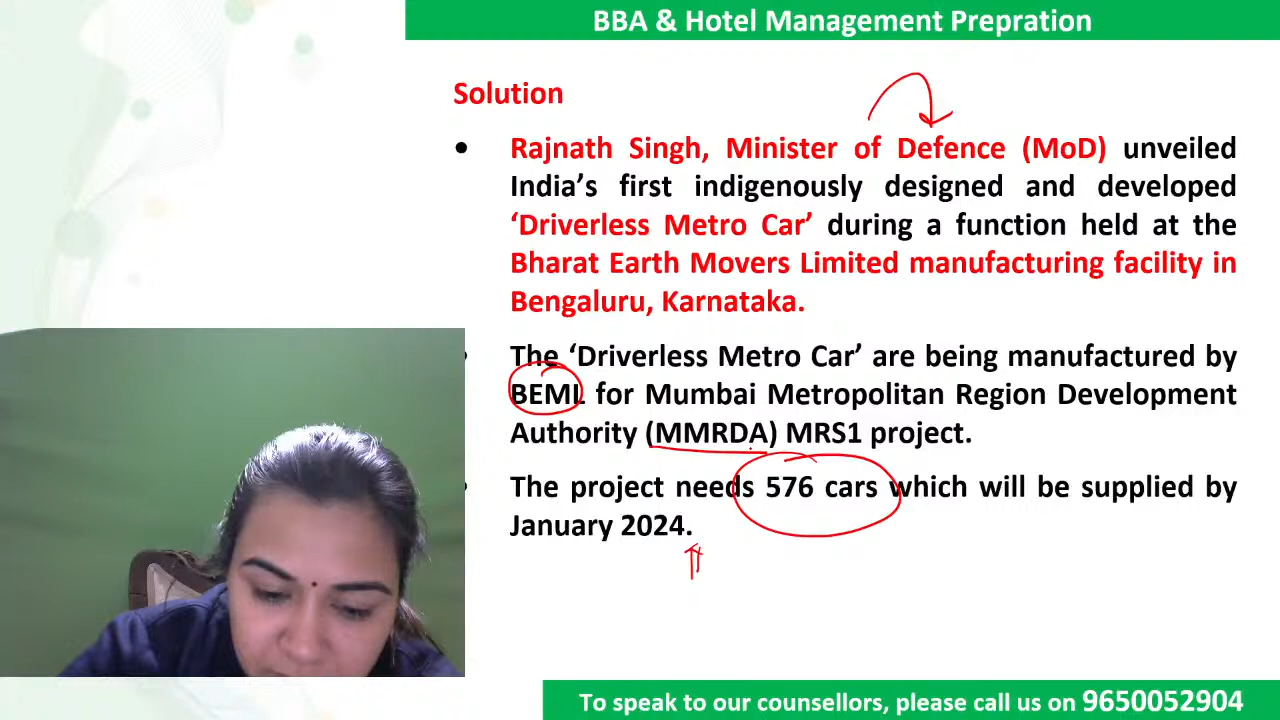 BBA & Hotel Management Prepration
Solution
• Rajnath Singh, Minister of Defence (MoD) unveiled
India’s first indigenously designed and developed
‘Driverless Metro Car’ during a function held at the
Bharat Earth Movers Limited manufacturing facility in
Bengaluru, Karnataka.
The ‘Driverless Metro Car’ are being manufactured by
BEML for Mumbai Metropolitan Region Development
Authority (MMRDA) MRS1 project.
The project needs 576 cars which will be supplied by
January 2024.
To speak to our counsellors, please call us on 9650052904